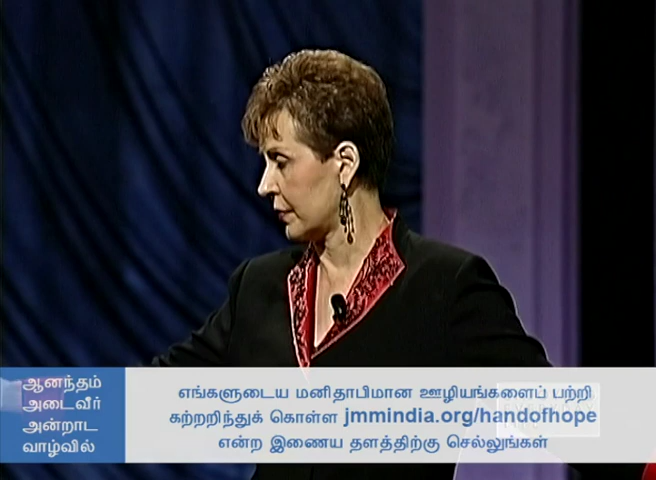 ஆனந்தம்
அடைவீர்
அன்றாட
வாழ்வில்
எங்களுடைய மனிதாபிமான ஊழியங்களைப் பற்றி
கற்றறிந்துக் கொள்ள jmmindia.org/handofhope
என்ற இணைய தளத்திற்கு செல்லுங்கள்